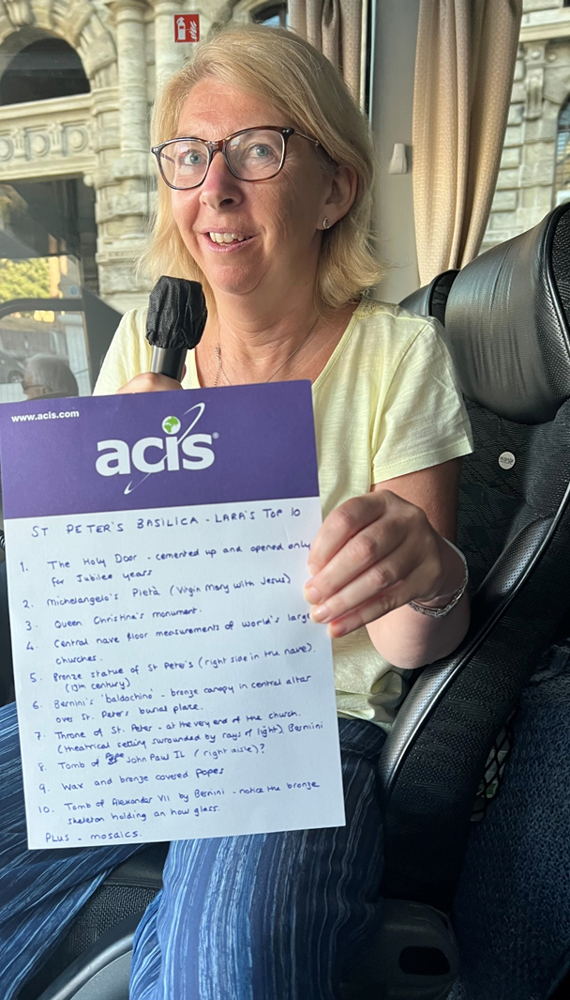 www.acis.com
acis®
ST PETER'S BASILICA - LARA'S TOP 10
1. The Holy Door - cemented up and opened only
for Jubilee years
2. Michelangelo's Pietà (Virgin Mary with Jesus)
3. Queen Christina's monument.
4. Central nave floor measurements of world's large
churches.
5. Bronze statue of St Pete's (right side in the nave).
(13th century)
6. Bernini's 'baldachino' - bronze canopy in central altar
over St. Peter's burial place.
7. Throne of St. Peter - at the very end of the church.
(theatrical setting surrounded by rays of light) Bernini
8. Tomb of Pope John Paul II (right aisle)?
9. Wax and bronze covered popes
10. Tomb of Alexander VII by Bernini - notice the bronze
skeleton holding an hour glass.
PLUS - mosaics.